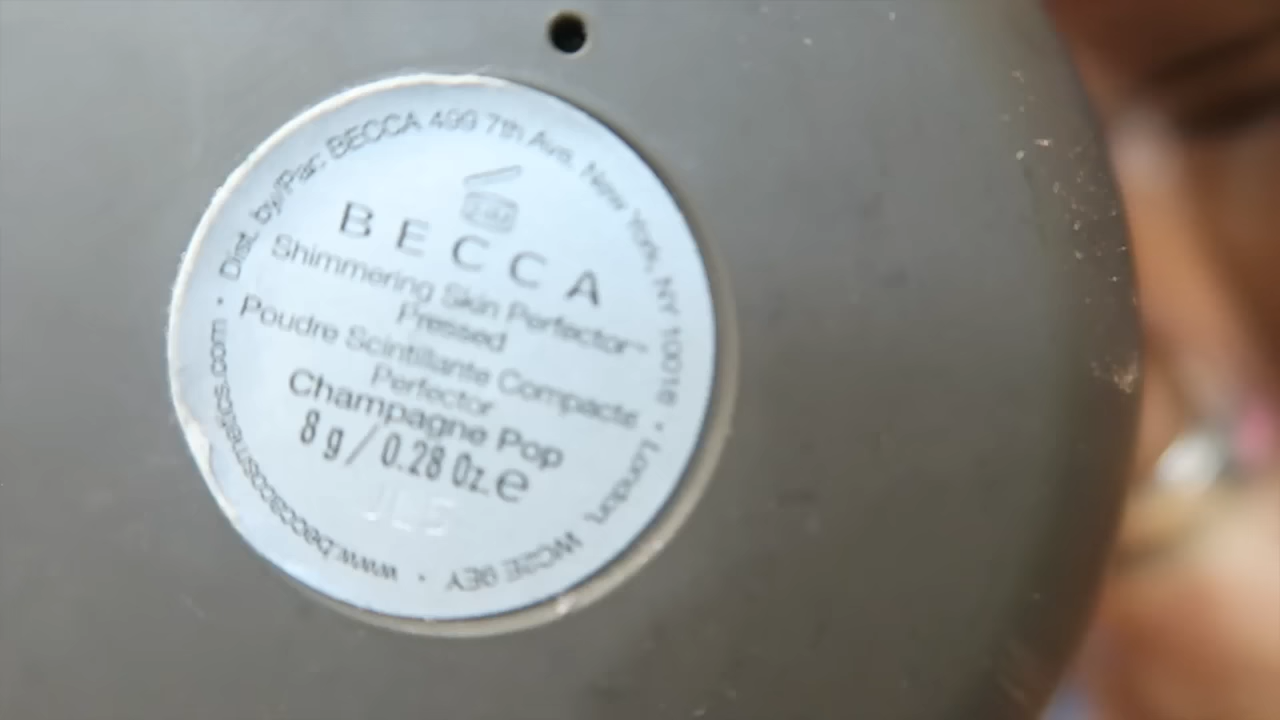 BECCA
Shimmering Skin Perfector™
Pressed
Poudre Scintillante Compacte
Perfector
Champagne Pop
8 g / 0.28 Oz. e
Dist. by/Par: BECCA 499 7th Ave. New York, NY 10018 • London, WC2E 9EY • www.beccacosmetics.com •